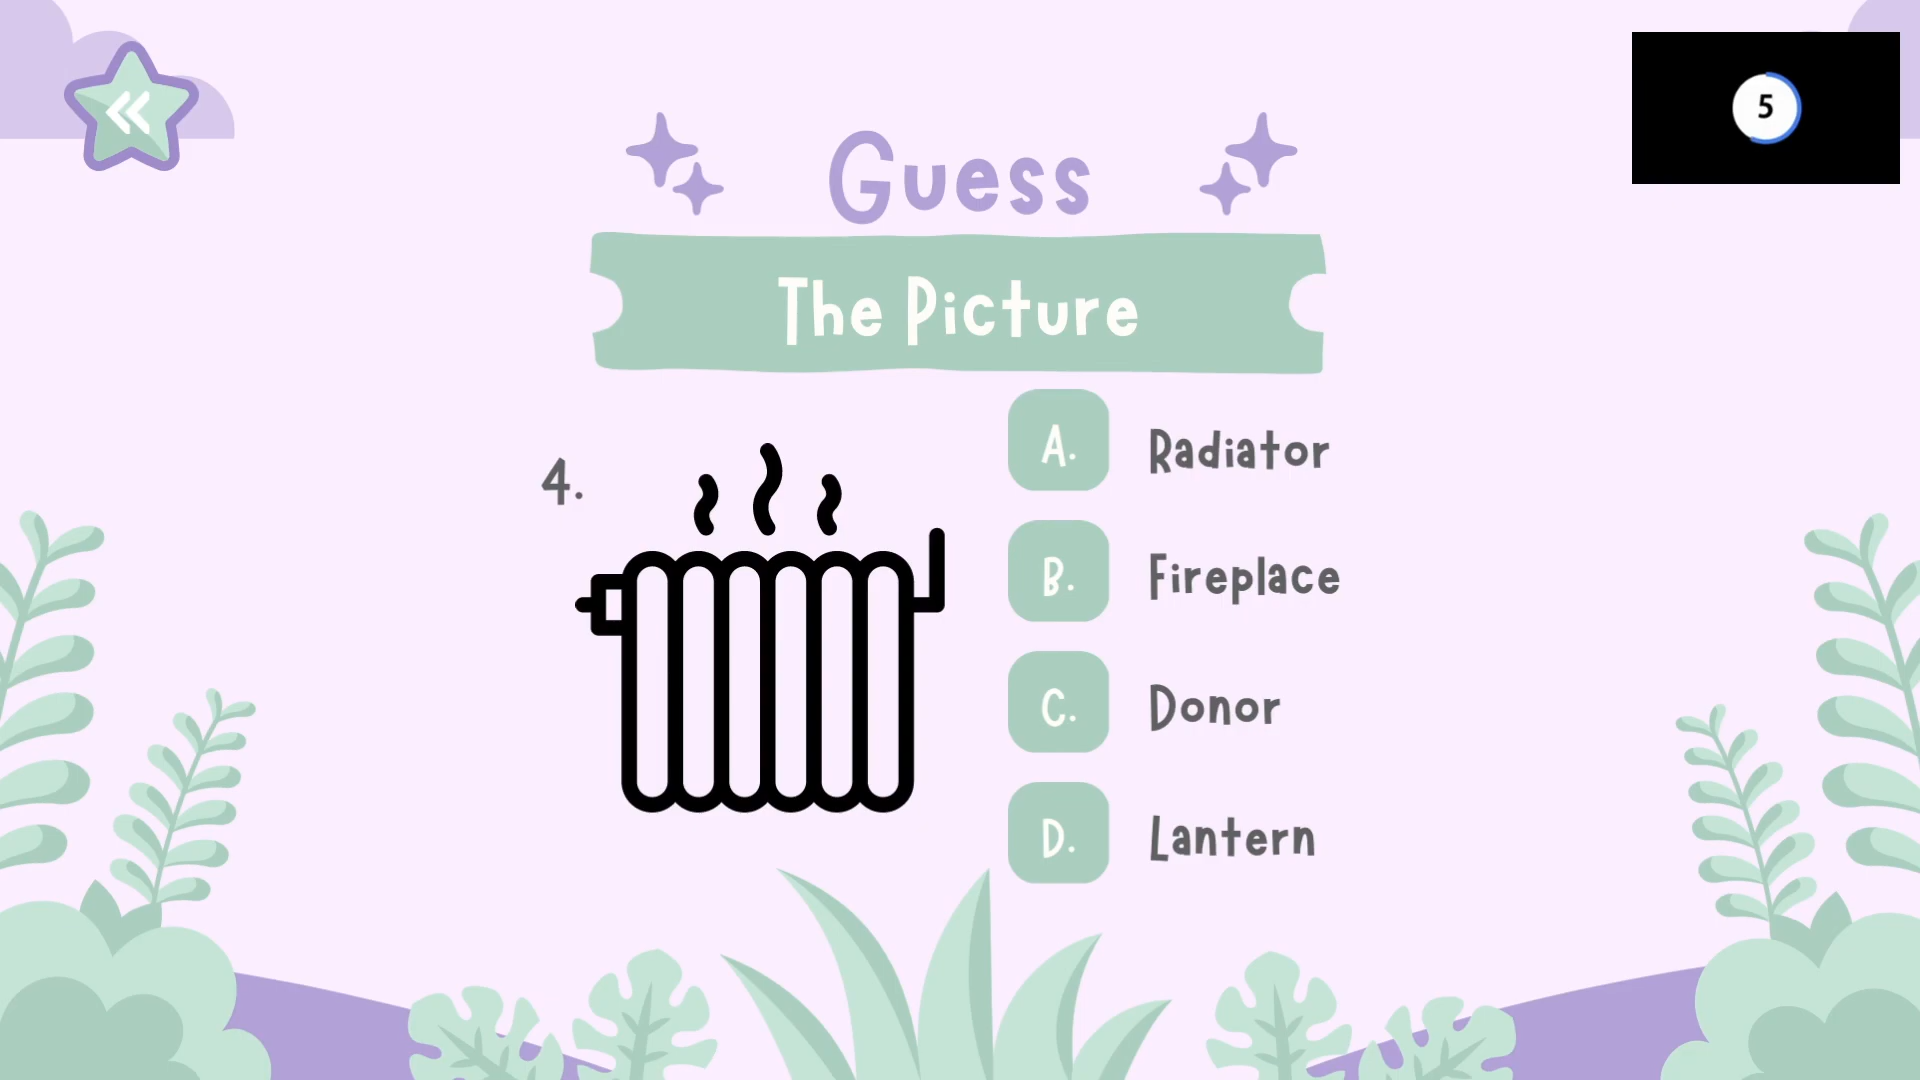 5
Guess
The Picture
4.
A. Radiator
B. Fireplace
C. Donor
D. Lantern